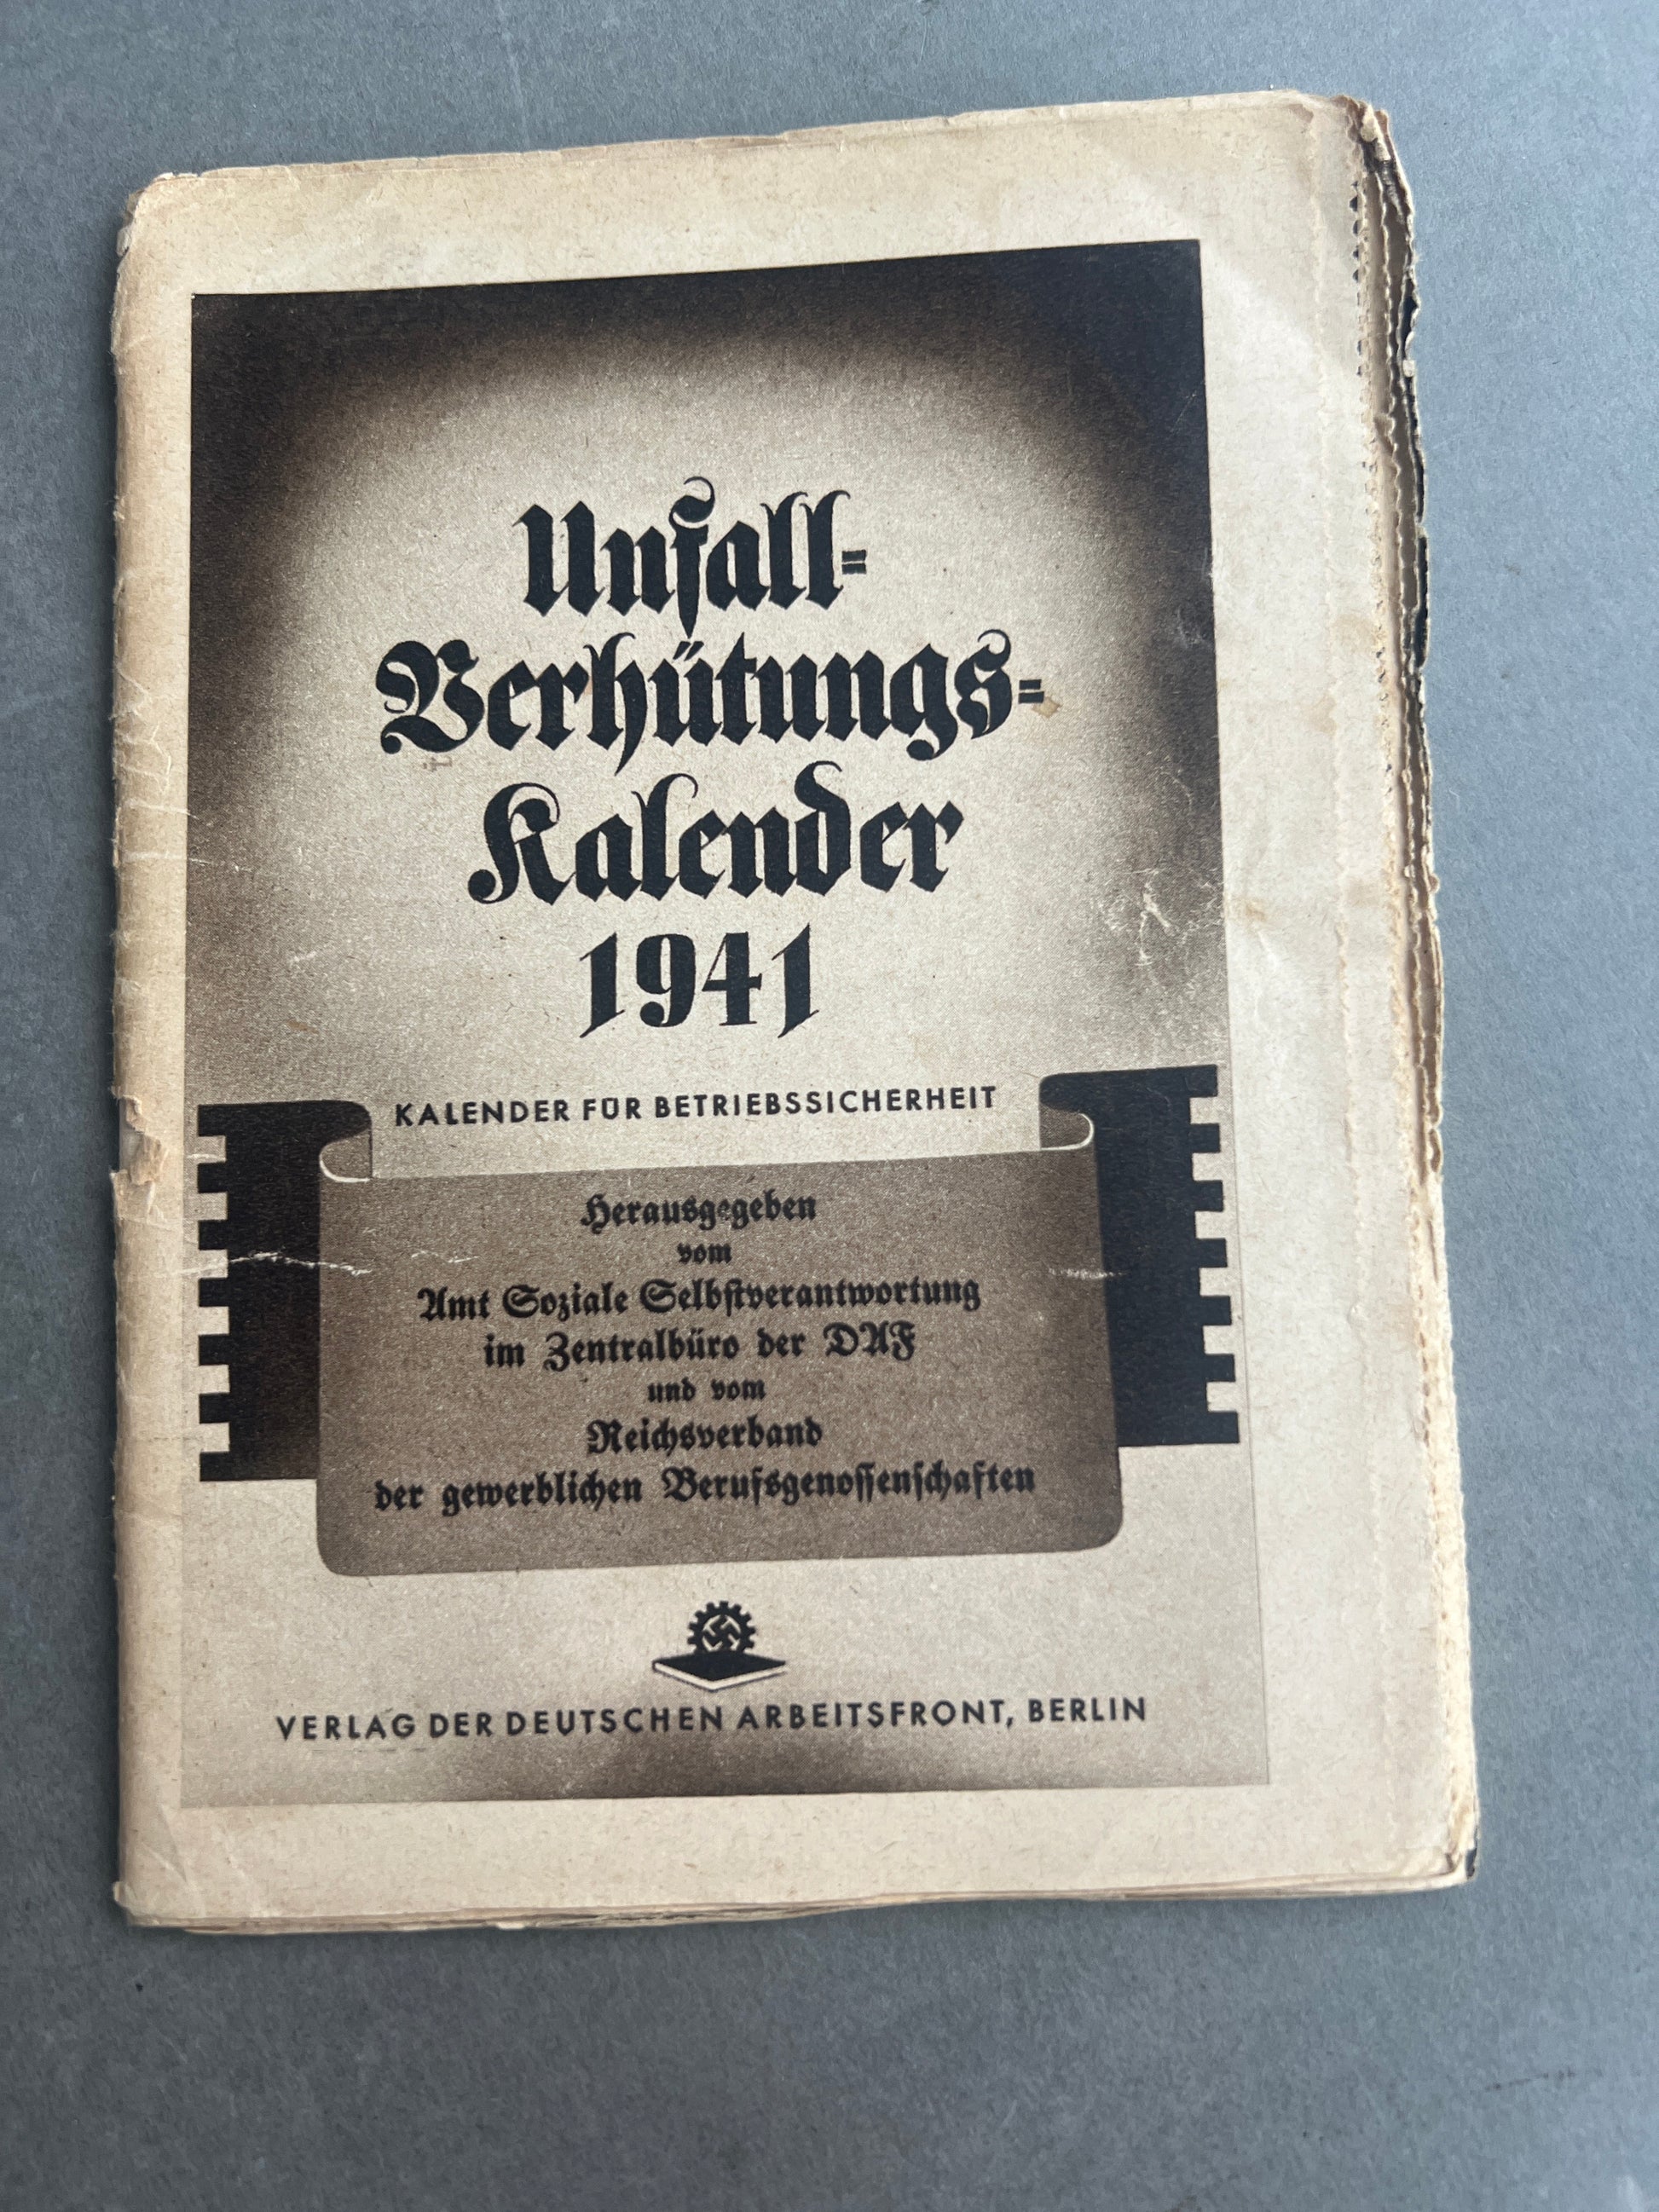 Unfall-
Verhütungs-
Kalender
1941
KALENDER FÜR BETRIEBSSICHERHEIT
Herausgegeben
vom
Amt Soziale Selbstverantwortung
im Zentralbüro der DAF
und vom
Reichsverband
der gewerblichen Berufsgenossenschaften
VERLAG DER DEUTSCHEN ARBEITSFRONT, BERLIN